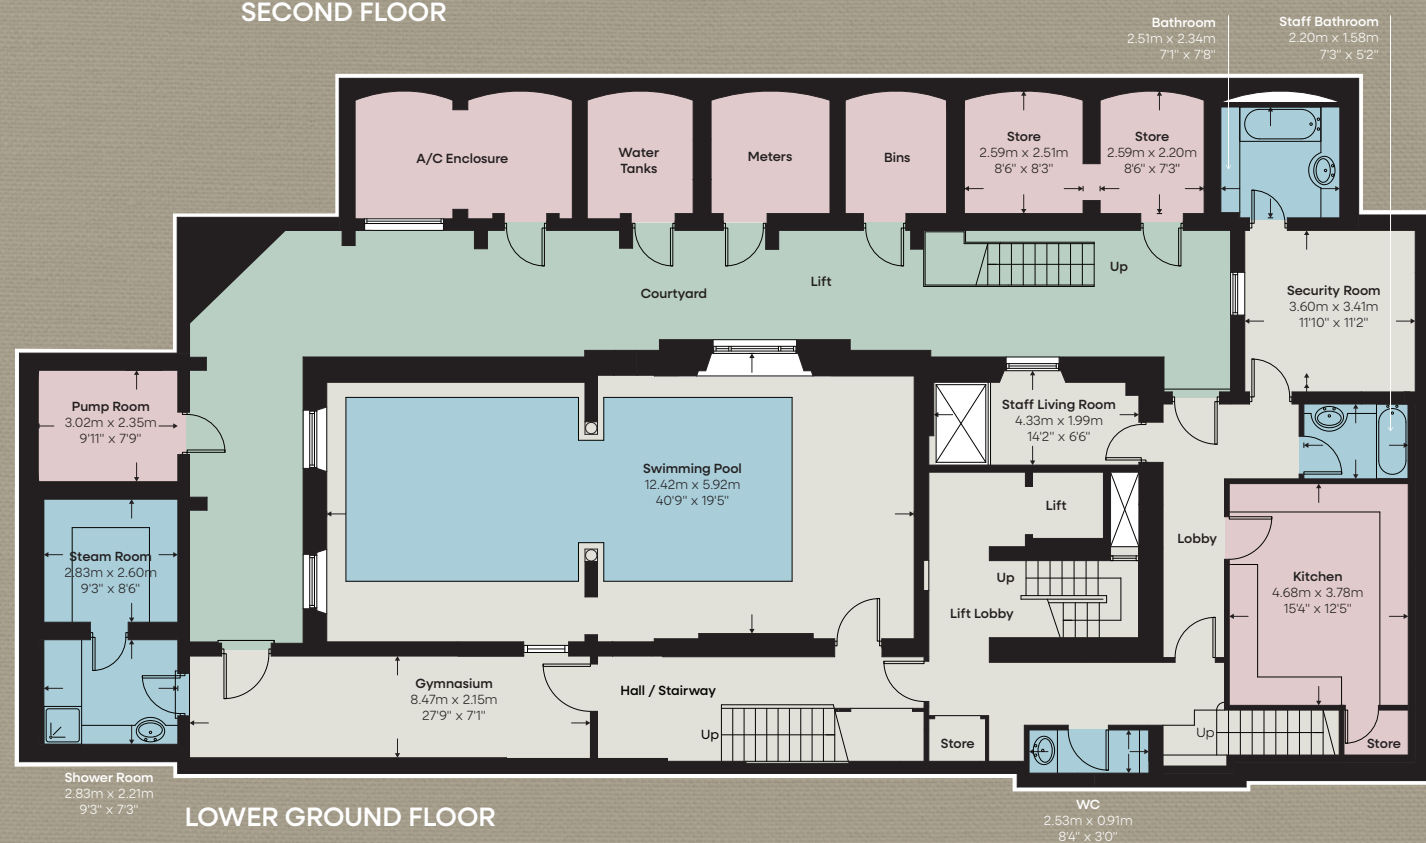 SECOND FLOOR
Bathroom
2.51m x 2.34m
7'1" x 7'8"
Staff Bathroom
2.20m x 1.58m
7'3" x 5'2"
A/C Enclosure
Water
Tanks
Meters
Bins
Store
2.59m x 2.51m
8'6" x 8'3"
Store
2.59m x 2.20m
8'6" x 7'3"
Courtyard
Lift
Up
Security Room
3.60m x 3.41m
11'10" x 11'2"
Pump Room
3.02m x 2.35m
9'11" x 7'9"
Staff Living Room
4.33m x 1.99m
14'2" x 6'6"
Swimming Pool
12.42m x 5.92m
40'9" x 19'5"
Lift
Steam Room
2.83m x 2.60m
9'3" x 8'6"
Lobby
Up
Lift Lobby
Kitchen
4.68m x 3.78m
15'4" x 12'5"
Gymnasium
8.47m x 2.15m
27'9" x 7'1"
Hall / Stairway
Up
Store
Up
Store
Shower Room
2.83m x 2.21m
9'3" x 7'3"
LOWER GROUND FLOOR
WC
2.53m x 0.91m
8'4" x 3'0"